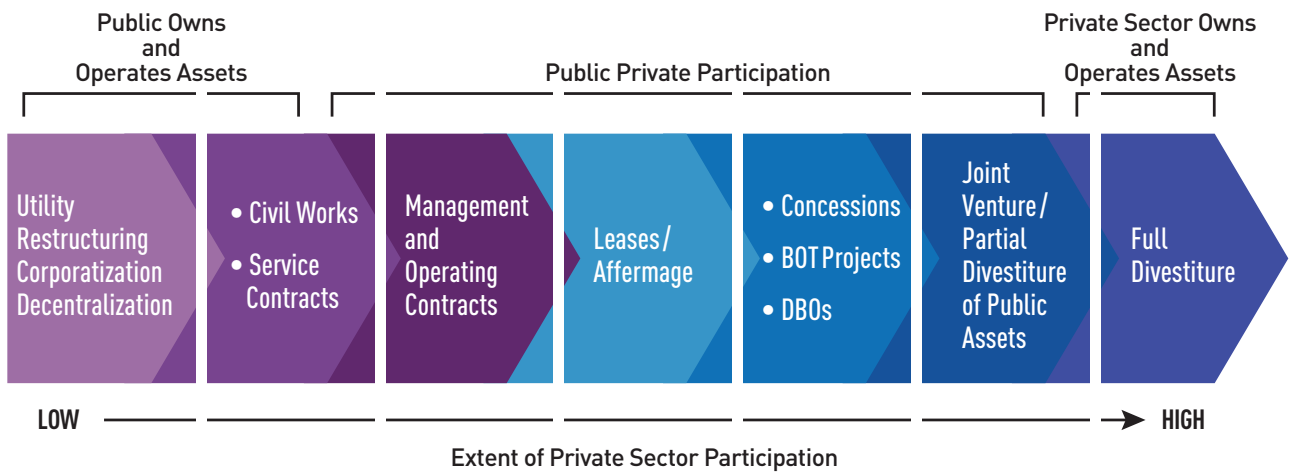 Public Owns
and
Operates Assets
Public Private Participation
Private Sector Owns
and
Operates Assets
Utility
Restructuring
Corporatization
Decentralization
• Civil Works
• Service
Contracts
Management
and
Operating
Contracts
Leases/
Affermage
• Concessions
• BOT Projects
• DBOs
Joint
Venture/
Partial
Divestiture
of Public
Assets
Full
Divestiture
LOW
HIGH
Extent of Private Sector Participation